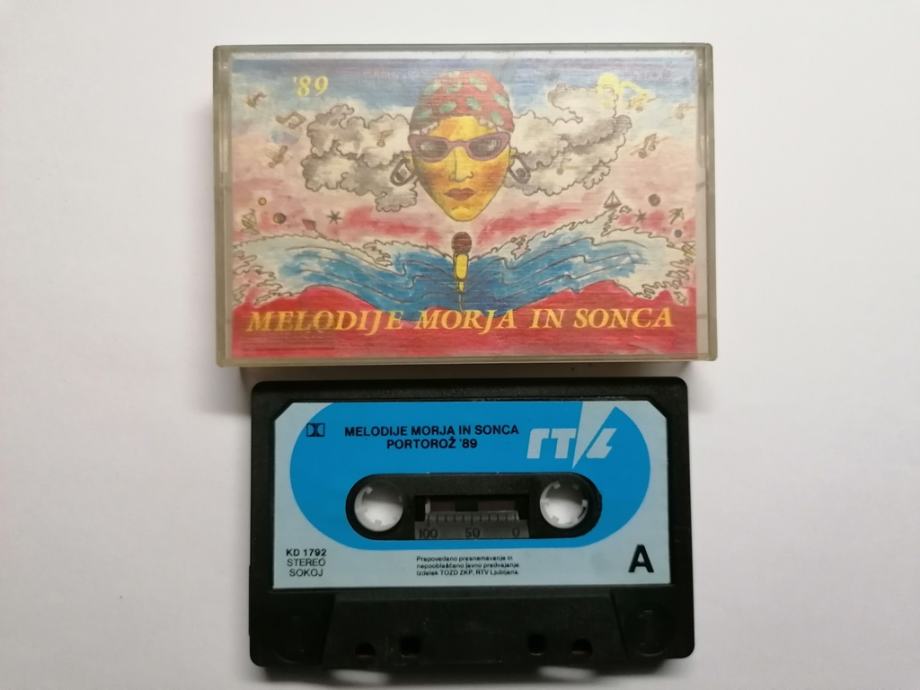 '89
MELODIJE MORJA IN SONCA
MELODIJE MORJA IN SONCA
PORTOROŽ '89
RTVL
100 50 0
KD 1792
STEREO
SOKOJ
Prepovedano presnemavanje in
nepooblaščeno javno predvajanje
Izdelek TOZD ZKP, RTV Ljubljana
A